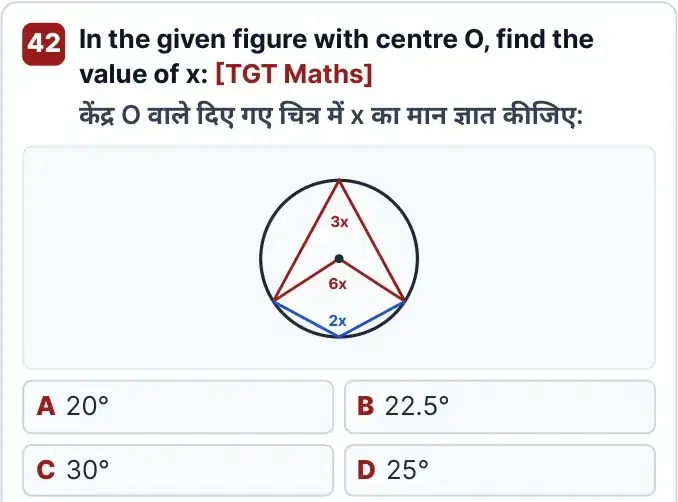 42 In the given figure with centre O, find the
value of x: [TGT Maths]
केंद्र O वाले दिए गए चित्र में x का मान ज्ञात कीजिए:
3x
6x
2x
A 20°
B 22.5°
C 30°
D 25°